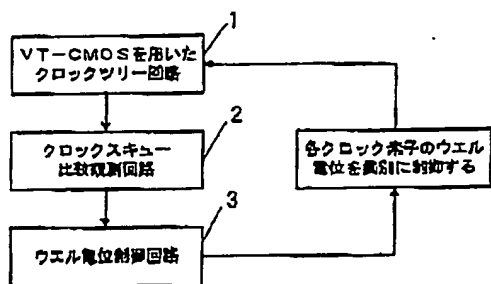 1
VT-CMOSを用いた
クロックツリー回路
2
クロックスキュー
比較観測回路
各クロック素子のウエル
電位を個別に制御する
3
ウエル電位制御回路